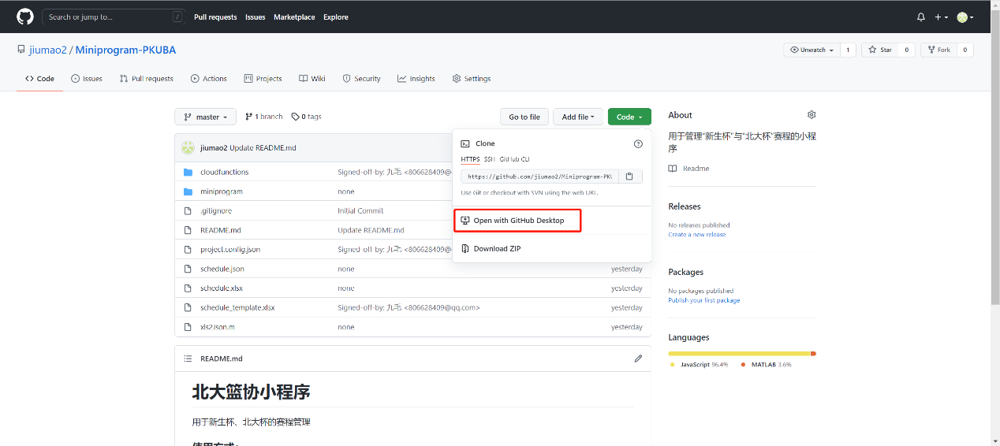 Search or jump to... / Pull requests Issues Marketplace Explore
jiumao2 / Miniprogram-PKUBA Unwatch 1 Star 0 Fork 0
Code Issues Pull requests Actions Projects Wiki Security Insights Settings
master 1 branch 0 tags Go to file Add file Code
jiumao2 Update README.md
cloudfunctions Signed-off-by: 九毛 <806628409@
miniprogram none
.gitignore Initial Commit
README.md Update README.md
project.config.json Signed-off-by: 九毛 <806628409@
schedule.json none yesterday
schedule.xlsx none yesterday
schedule_template.xlsx Signed-off-by: 九毛 <806628409@qq.com> yesterday
xls2Json.m none yesterday
Clone
HTTPS SSH GitHub CLI
https://github.com/jiumao2/Miniprogram-PKU
Use Git or checkout with SVN using the web URL.
Open with GitHub Desktop
Download ZIP
README.md
北大篮协小程序
用于新生杯、北大杯的赛程管理
使用方式:
About
用于管理“新生杯”与“北大杯”赛程的小程
序
Readme
Releases
No releases published
Create a new release
Packages
No packages published
Publish your first package
Languages
JavaScript 96.4% MATLAB 3.6%